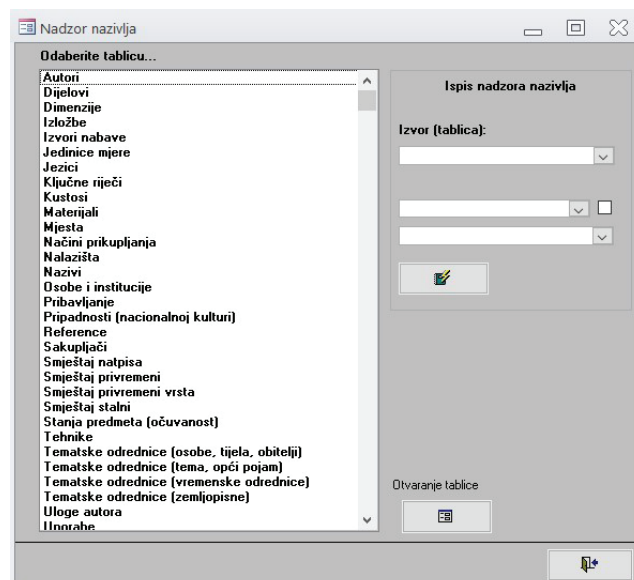 Nadzor nazivlja
Odaberite tablicu...
Autori
Dijelovi
Dimenzije
Izložbe
Izvori nabave
Jedinice mjere
Jezici
Ključne riječi
Kustosi
Materijali
Mjesta
Načini prikupljanja
Nalazišta
Nazivi
Osobe i institucije
Pribavljanje
Pripadnosti (nacionalnoj kulturi)
Reference
Sakupljači
Smještaj natpisa
Smještaj privremeni
Smještaj privremeni vrsta
Smještaj stalni
Stanja predmeta (očuvanost)
Tehnike
Tematske odrednice (osobe, tijela, obitelji)
Tematske odrednice (tema, opći pojam)
Tematske odrednice (vremenske odrednice)
Tematske odrednice (zemljopisne)
Uloge autora
Uporabe
Ispis nadzora nazivlja
Izvor (tablica):
Otvaranje tablice